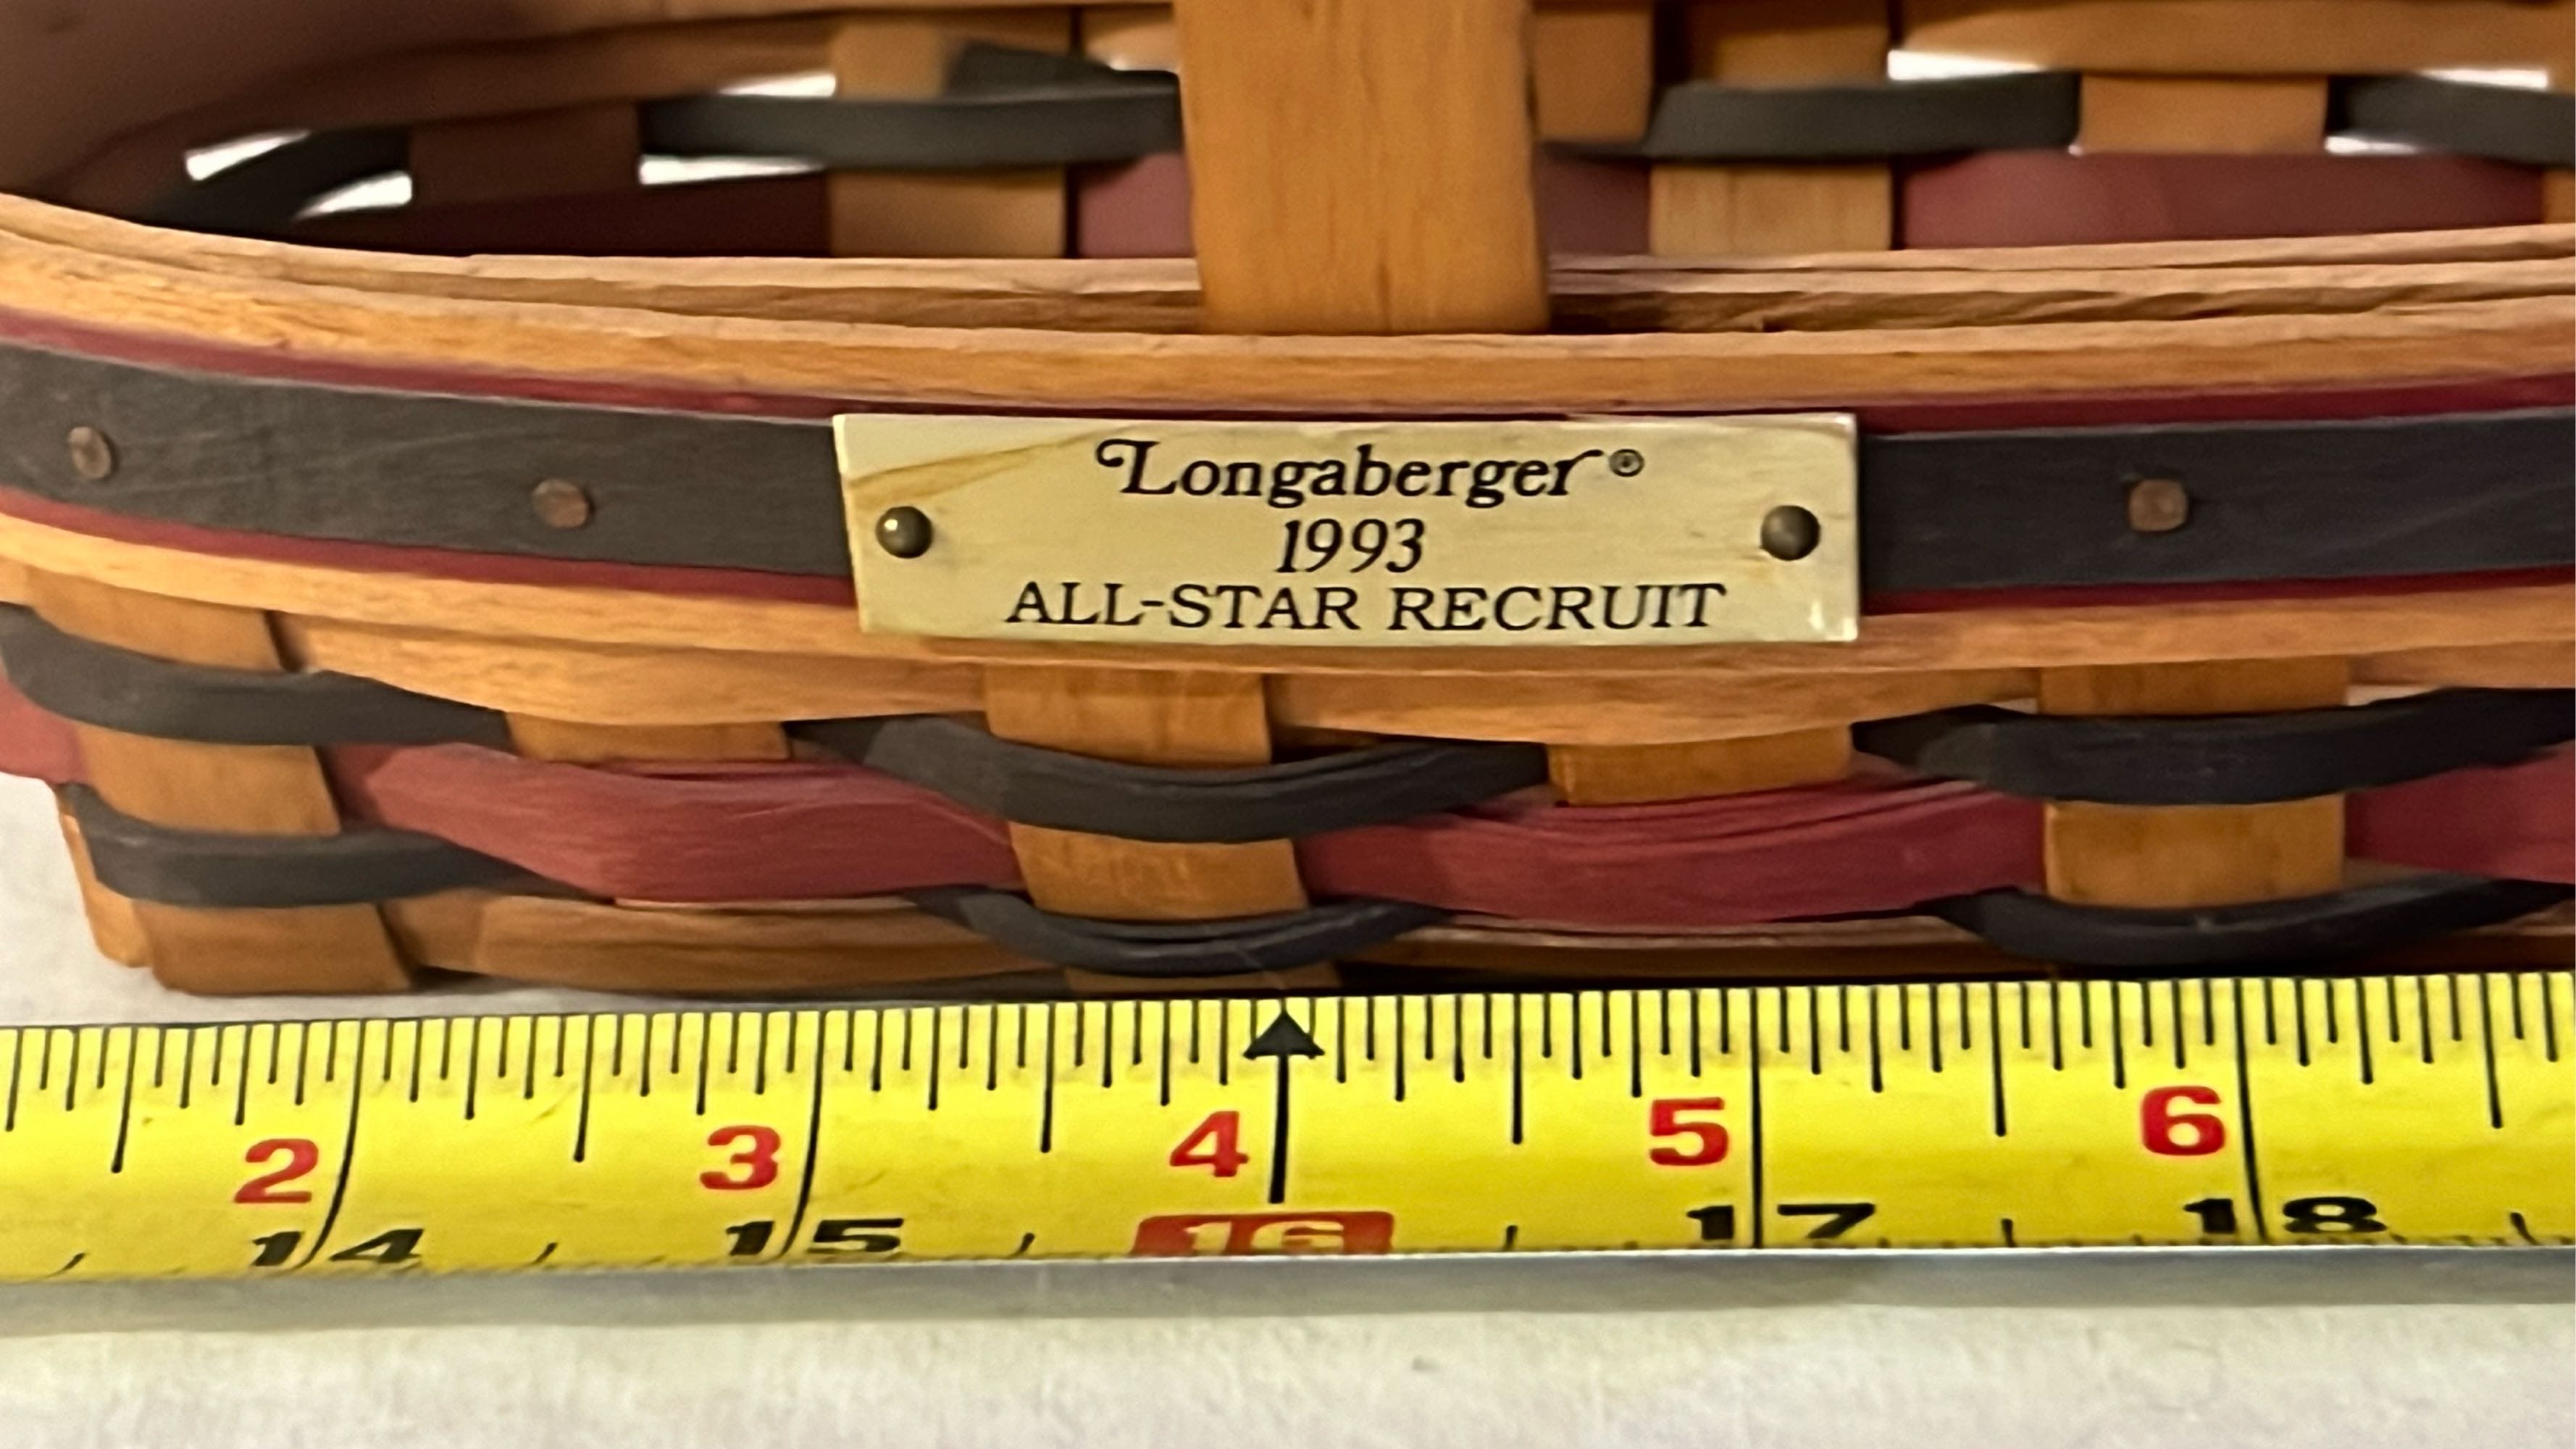 Longaberger®
1993
ALL-STAR RECRUIT
2 3 4 5 6
14 15 16 17 18